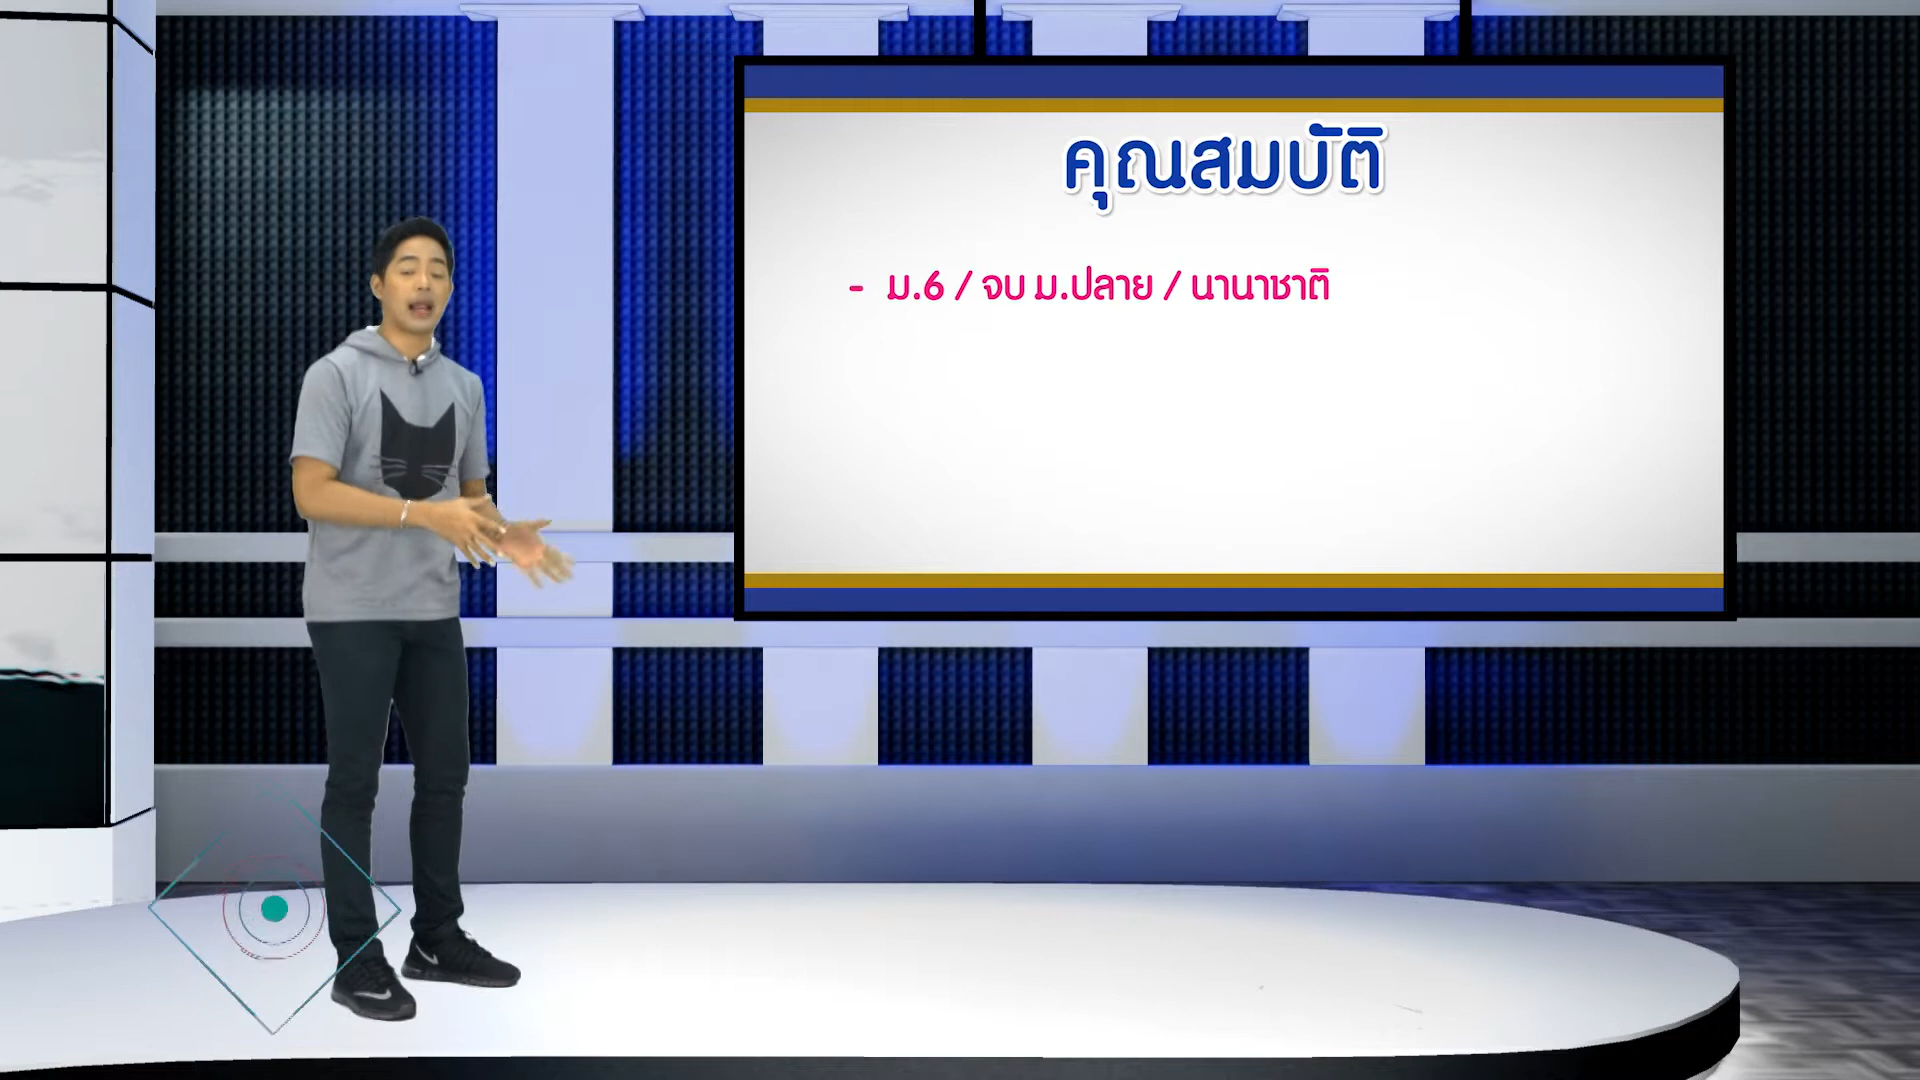 คุณสมบัติ
- ม.6 / จบ ม.ปลาย / นานาชาติ